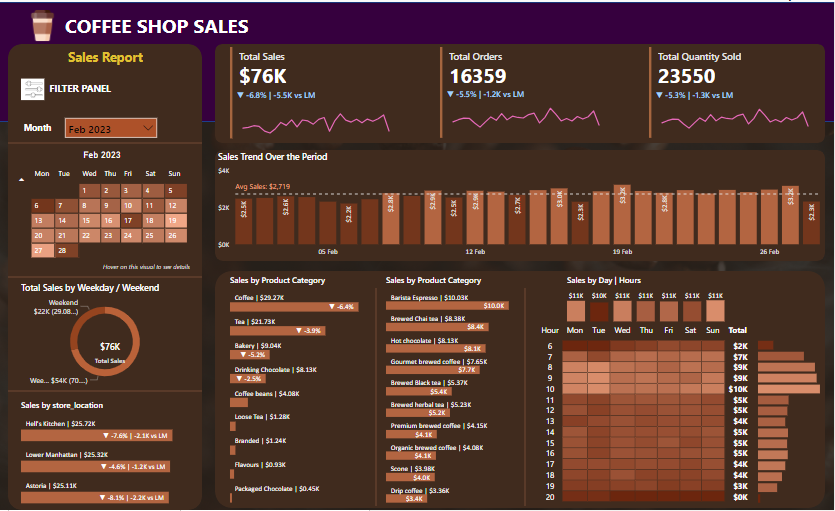 COFFEE SHOP SALES
Sales Report
FILTER PANEL
Month
Feb 2023
Feb 2023
Mon Tue Wed Thu Fri Sat Sun
1 2 3 4 5
6 7 8 9 10 11 12
13 14 15 16 17 18 19
20 21 22 23 24 25 26
27 28
Hover on this visual to see details
Total Sales by Weekday / Weekend
Weekend
$22K (29.08...)
$76K
Total Sales
Wee... $54K (70....)
Sales by store_location
Hell's Kitchen | $25.72K
▼ -7.6% | -2.1K vs LM
Lower Manhattan | $25.32K
▼ -4.6% | -1.2K vs LM
Astoria | $25.11K
▼ -8.1% | -2.2K vs LM
Total Sales
$76K
▼ -6.8% | -5.5K vs LM
Total Orders
16359
▼ -5.5% | -1.2K vs LM
Total Quantity Sold
23550
▼ -5.3% | -1.3K vs LM
Sales Trend Over the Period
$4K
Avg Sales: $2,719
$2K
$0K
$2.5K $2.6K $2.2K $2.8K $2.9K $2.5K $2.9K $2.7K $3.0K $2.3K $3.2K $2.8K $3.2K $2.3K
05 Feb 12 Feb 19 Feb 26 Feb
Sales by Product Category
Coffee | $29.27K
▼ -6.4%
Tea | $21.73K
▼ -3.9%
Bakery | $9.04K
▼ -5.2%
Drinking Chocolate | $8.13K
▼ -2.5%
Coffee beans | $4.08K
Loose Tea | $1.28K
Branded | $1.24K
Flavours | $0.93K
Packaged Chocolate | $0.45K
Sales by Product Category
Barista Espresso | $10.03K
$10.0K
Brewed Chai tea | $8.38K
$8.4K
Hot chocolate | $8.13K
$8.1K
Gourmet brewed coffee | $7.65K
$7.7K
Brewed Black tea | $5.37K
$5.4K
Brewed herbal tea | $5.23K
$5.2K
Premium brewed coffee | $4.15K
$4.1K
Organic brewed coffee | $4.08K
$4.1K
Scone | $3.98K
$4.0K
Drip coffee | $3.36K
$3.4K
Sales by Day | Hours
$11K $10K $11K $11K $11K $11K $11K
Hour Mon Tue Wed Thu Fri Sat Sun Total
6 $2K
7 $7K
8 $9K
9 $9K
10 $10K
11 $5K
12 $5K
13 $4K
14 $5K
15 $5K
16 $5K
17 $4K
18 $4K
19 $3K
20 $0K